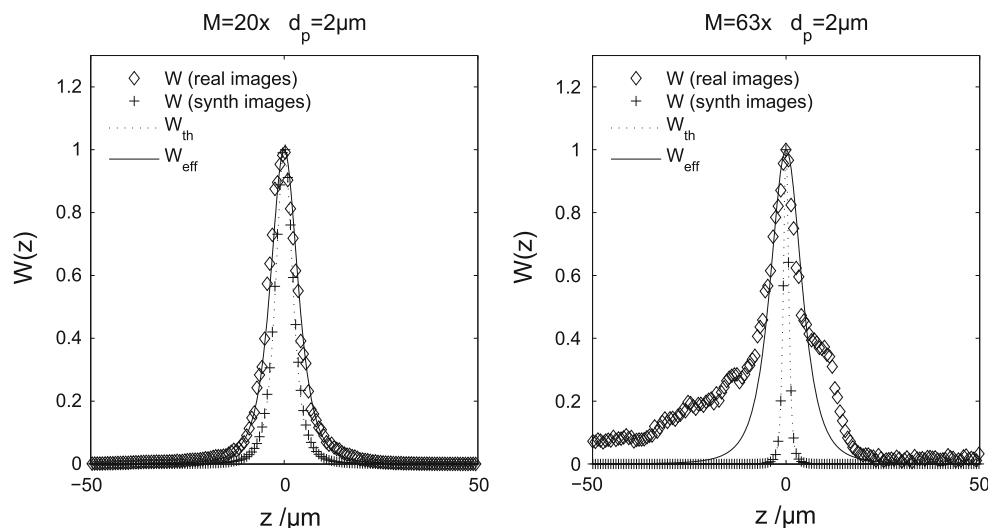 M=20x d_p=2µm
1.2
1
0.8
0.6
0.4
0.2
0
W(z)
W (real images)
W (synth images)
W_th
W_eff
−50
0
50
z /µm
M=63x d_p=2µm
1.2
1
0.8
0.6
0.4
0.2
0
W(z)
W (real images)
W (synth images)
W_th
W_eff
−50
0
50
z /µm